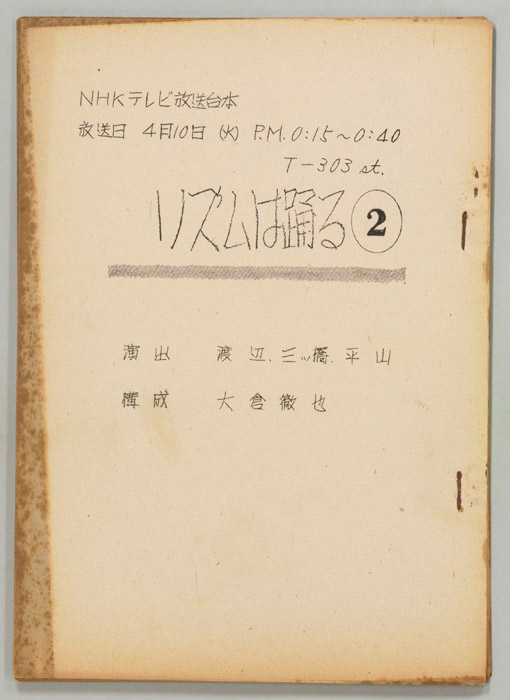 NHKテレビ放送台本
放送日 4月10日 (水) P.M. 0:15~0:40
T-303 st.
リズムは踊る ②
演出 渡辺、三ッ橋、平山
構成 大倉徹也